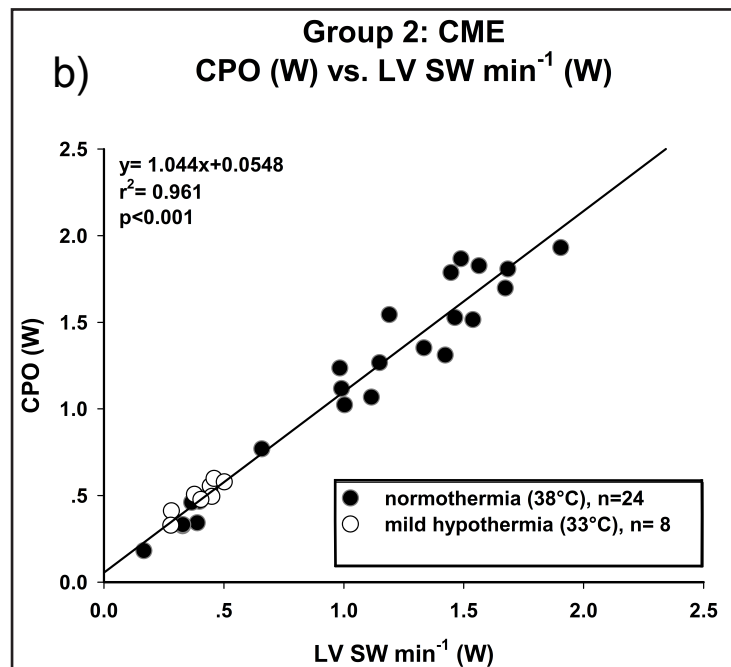 Group 2: CME
b)
CPO (W) vs. LV SW min⁻¹ (W)
2.5
y= 1.044x+0.0548
r²= 0.961
p<0.001
2.0
1.5
CPO (W)
1.0
.5
0.0
normothermia (38°C), n=24
mild hypothermia (33°C), n= 8
0.0 .5 1.0 1.5 2.0 2.5
LV SW min⁻¹ (W)